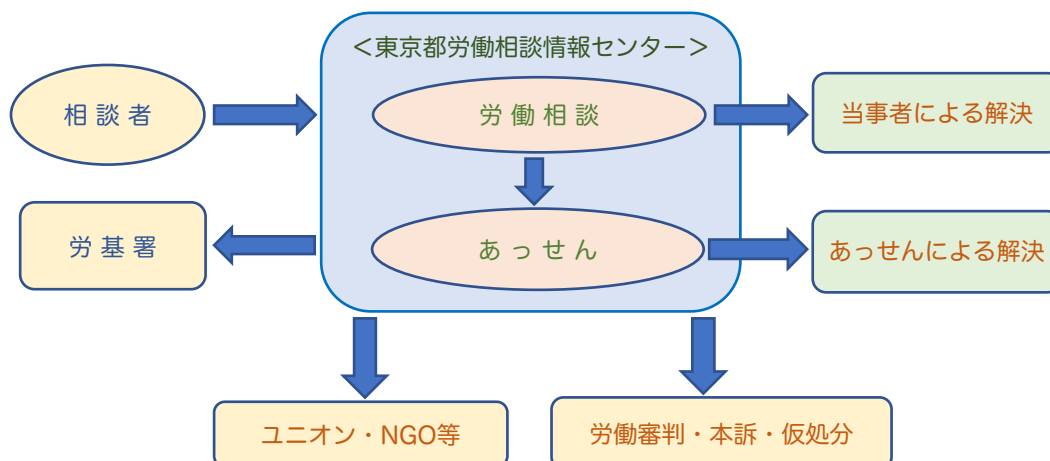 ＜東京都労働相談情報センター＞
相談者
労働相談
当事者による解決
労基署
あっせん
あっせんによる解決
ユニオン・NGO等
労働審判・本訴・仮処分